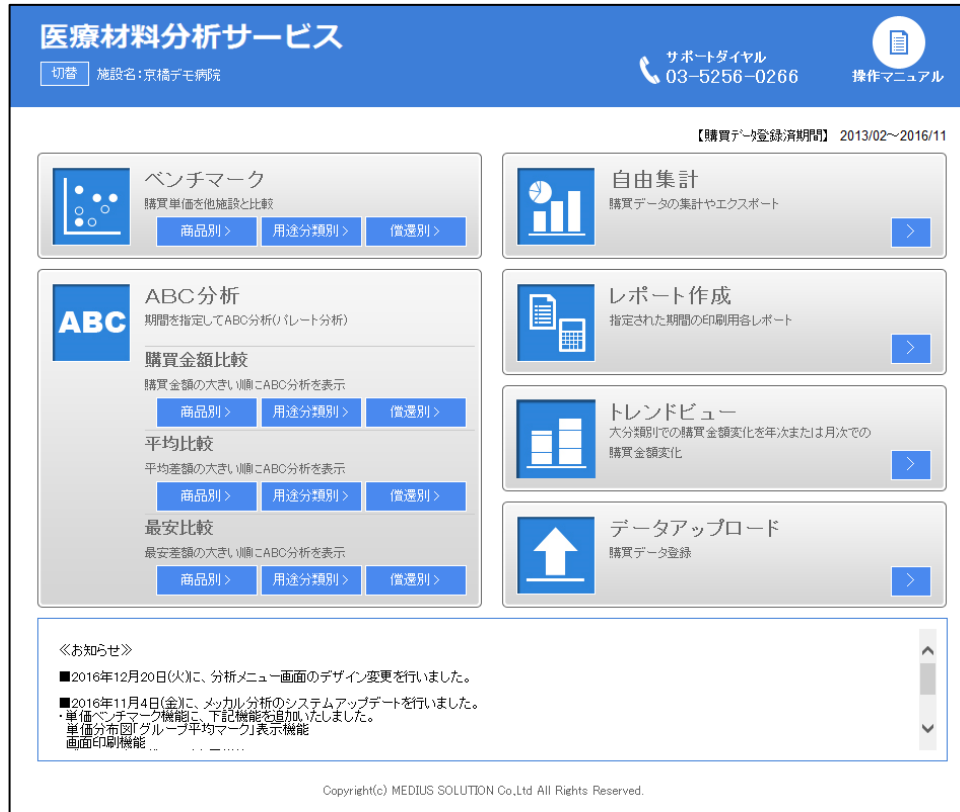 医療材料分析サービス
切替 施設名:京橋デモ病院
サポートダイヤル
03-5256-0266
操作マニュアル
【購買データ登録済期間】 2013/02～2016/11
ベンチマーク
購買単価を他施設と比較
商品別> 用途分類別> 償還別>
ABC
ABC分析
期間を指定してABC分析(パレート分析)
購買金額比較
購買金額の大きい順にABC分析を表示
商品別> 用途分類別> 償還別>
平均比較
平均差額の大きい順にABC分析を表示
商品別> 用途分類別> 償還別>
最安比較
最安差額の大きい順にABC分析を表示
商品別> 用途分類別> 償還別>
自由集計
購買データの集計やエクスポート
>
レポート作成
指定された期間の印刷用各レポート
>
トレンドビュー
大分類別での購買金額変化を年次または月次での
購買金額変化
>
データアップロード
購買データ登録
>
≪お知らせ≫
■2016年12月20日(火)に、分析メニュー画面のデザイン変更を行いました。
■2016年11月4日(金)に、メッカル分析のシステムアップデートを行いました。
・単価ベンチマーク機能に、下記機能を追加いたしました。
単価分布図「グループ平均マーク」表示機能
画面印刷機能
Copyright(c) MEDIUS SOLUTION Co.,Ltd All Rights Reserved.